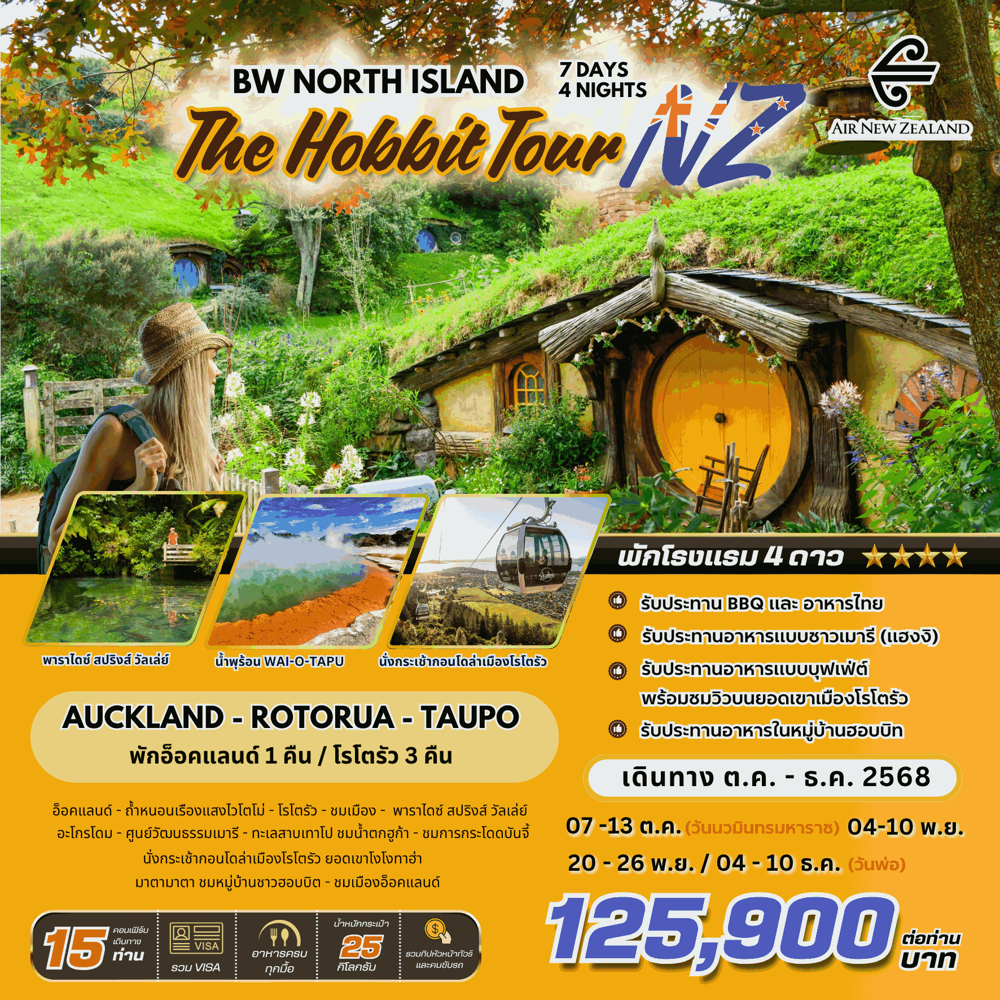 BW NORTH ISLAND
7 DAYS
4 NIGHTS
The Hobbit Tour NZ
AIR NEW ZEALAND
Skyline
พักโรงแรม 4 ดาว
รับประทาน BBQ และ อาหารไทย
รับประทานอาหารแบบชาวเมารี (แฮงงิ)
รับประทานอาหารแบบบุฟเฟ่ต์
พร้อมชมวิวบนยอดเขาเมืองโรโตรัว
รับประทานอาหารในหมู่บ้านฮอบบิท
พาราไดซ์ สปริงส์ วัลเล่ย์
น้ำพุร้อน WAI-O-TAPU
นั่งกระเช้ากอนโดล่าเมืองโรโตรัว
AUCKLAND - ROTORUA - TAUPO
พักอ็อคแลนด์ 1 คืน / โรโตรัว 3 คืน
อ็อคแลนด์ - ถ้ำหนอนเรืองแสงไวโตโม่ - โรโตรัว - ชมเมือง - พาราไดซ์ สปริงส์ วัลเล่ย์
อะโกรโดม - ศูนย์วัฒนธรรมเมารี - ทะเลสาบเทาโป ชมน้ำตกฮูก้า - ชมการกระโดดบันจี้
นั่งกระเช้ากอนโดล่าเมืองโรโตรัว ยอดเขาโงโงทาฮ่า
มาตามาตา ชมหมู่บ้านชาวฮอบบิต - ชมเมืองอ็อคแลนด์
เดินทาง ต.ค. - ธ.ค. 2568
07 -13 ต.ค. (วันนวมินทรมหาราช) 04-10 พ.ย.
20 - 26 พ.ย. / 04 - 10 ธ.ค. (วันพ่อ)
125,900
ต่อท่าน
บาท
15
คอนเฟิร์ม
เดินทาง
ท่าน
VISA
รวม VISA
อาหารครบ
ทุกมื้อ
น้ำหนักกระเป๋า
25
กิโลกรัม
$
รวมทิปหัวหน้าทัวร์
และคนขับรถ